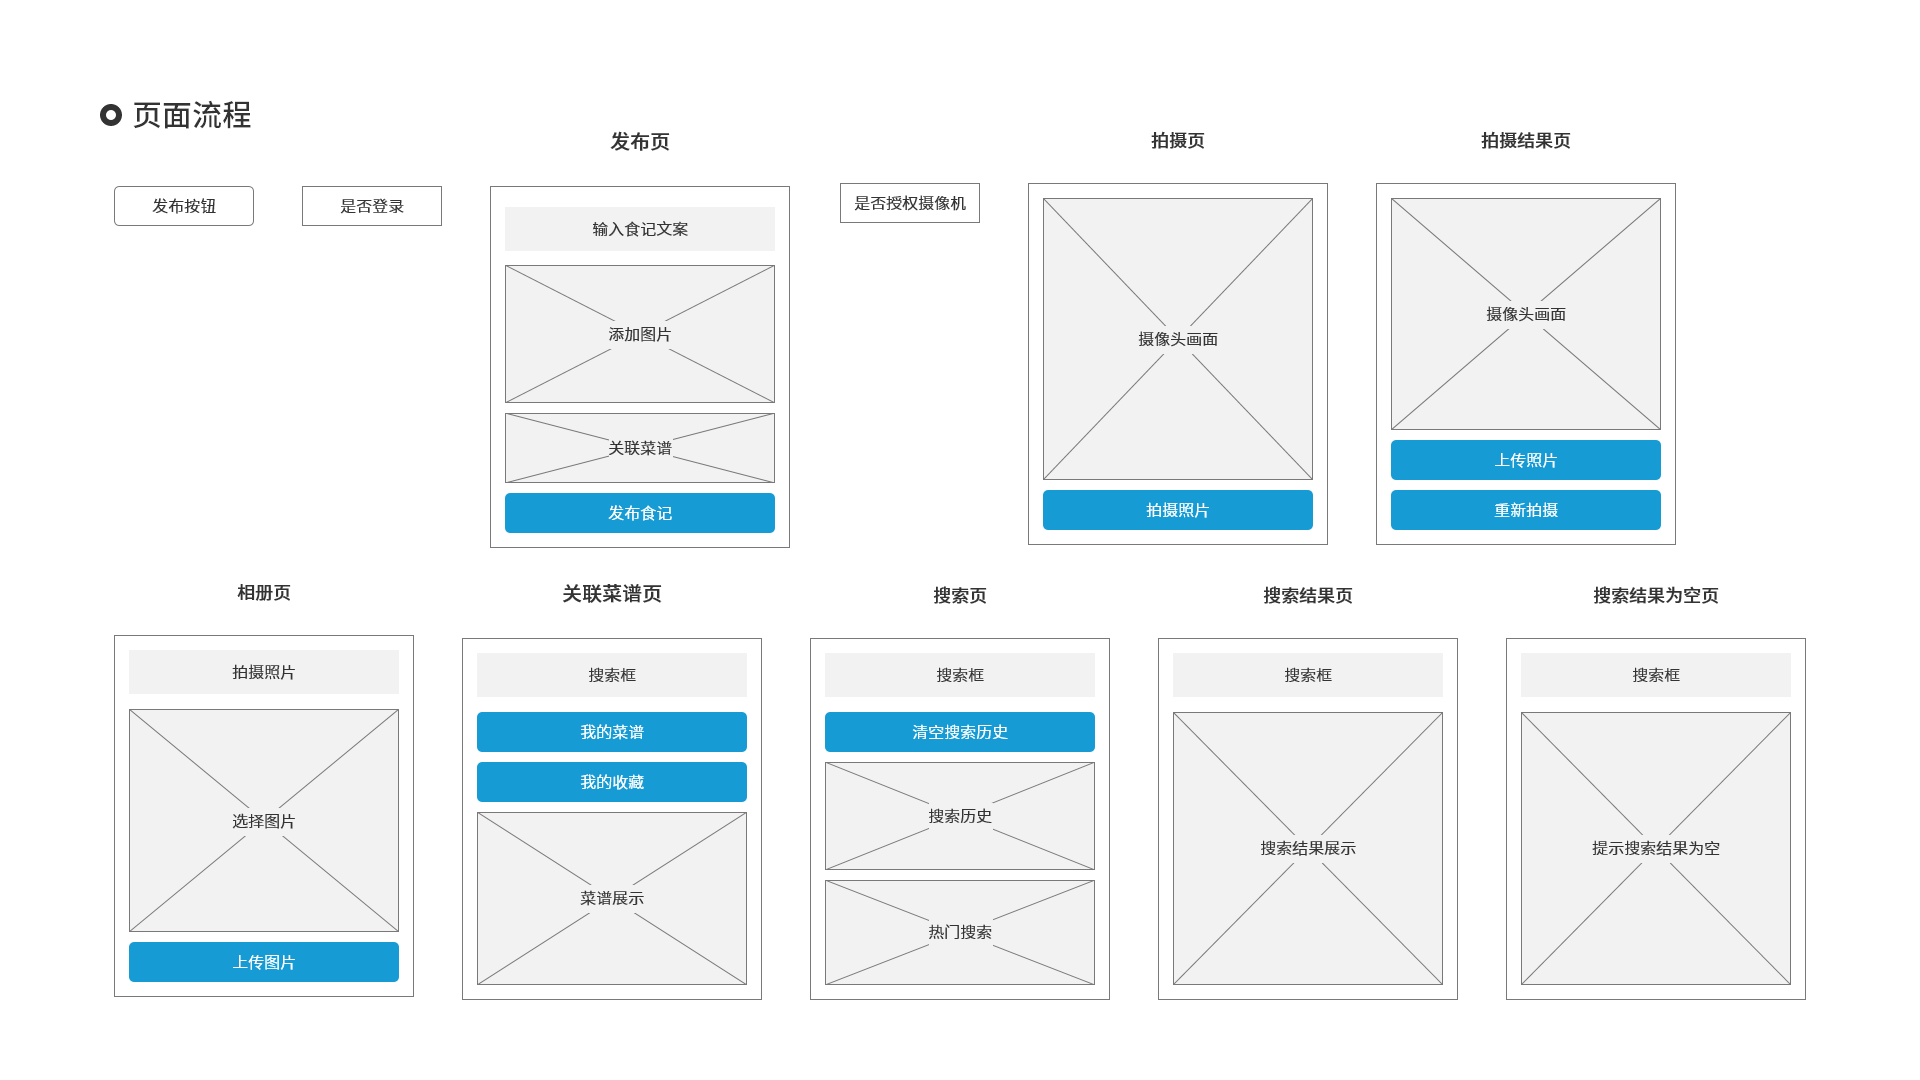 页面流程
发布按钮
是否登录
发布页
输入食记文案
添加图片
关联菜谱
发布食记
是否授权摄像机
拍摄页
摄像头画面
拍摄照片
拍摄结果页
摄像头画面
上传照片
重新拍摄
相册页
拍摄照片
选择图片
上传图片
关联菜谱页
搜索框
我的菜谱
我的收藏
菜谱展示
搜索页
搜索框
清空搜索历史
搜索历史
热门搜索
搜索结果页
搜索框
搜索结果展示
搜索结果为空页
搜索框
提示搜索结果为空